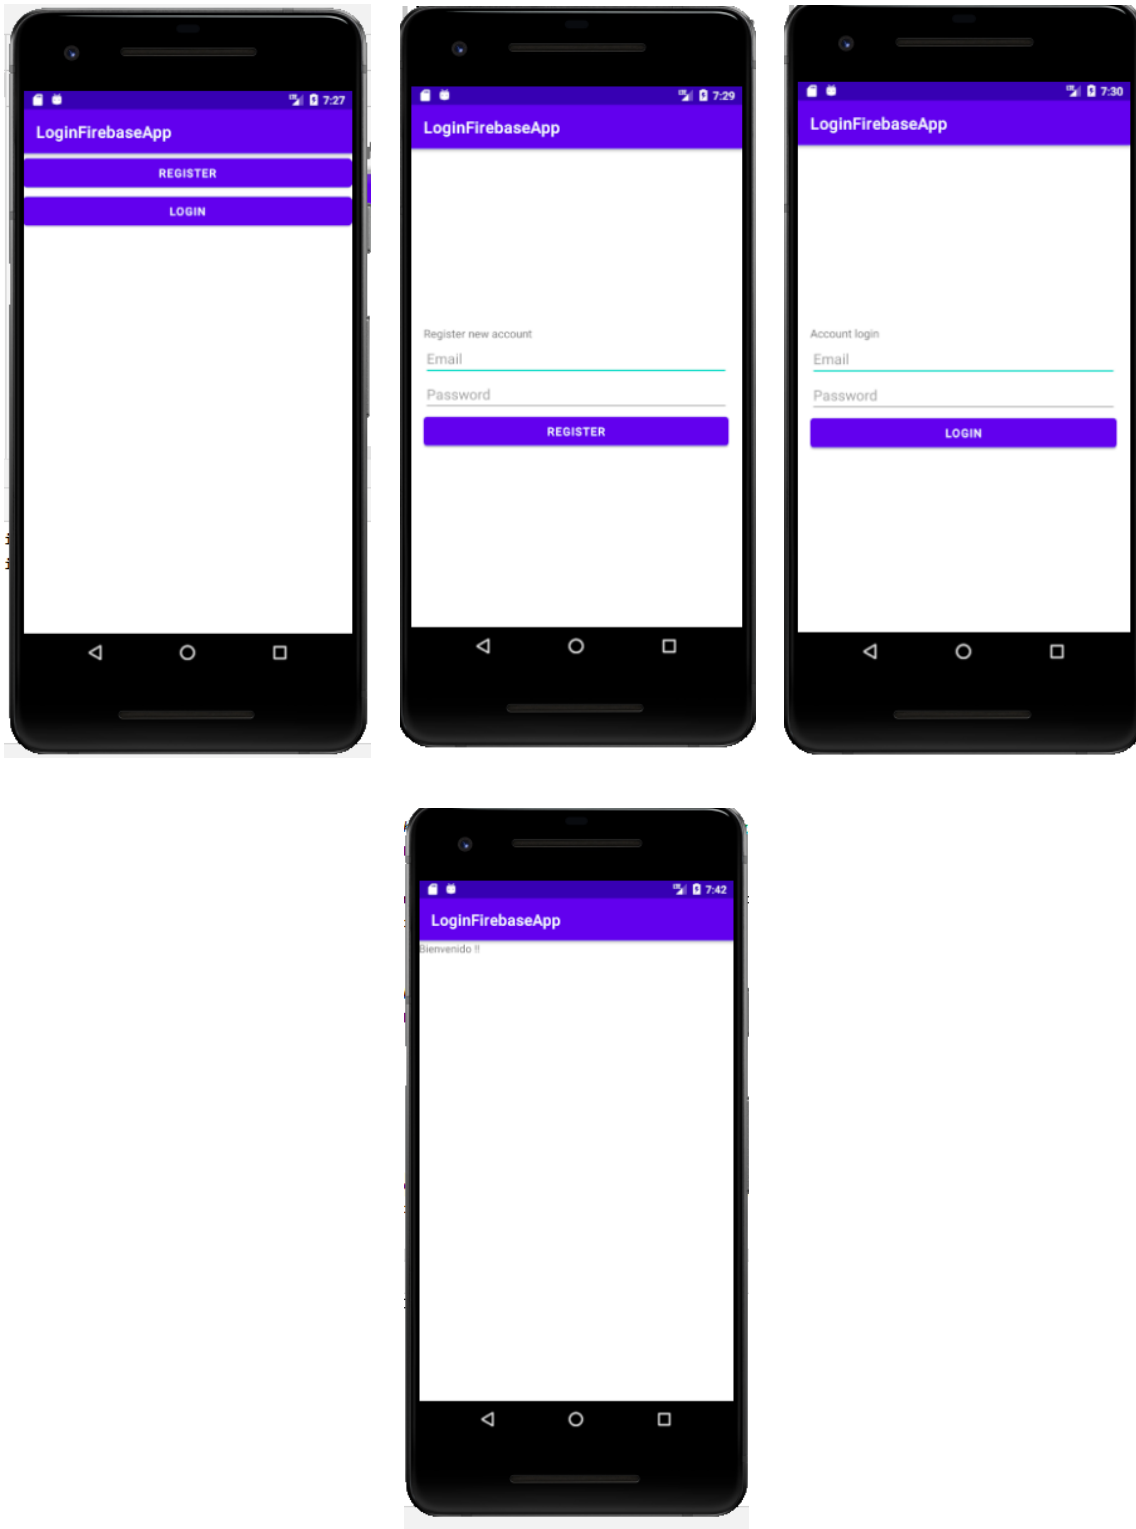 7:27
LoginFirebaseApp
REGISTER
LOGIN
7:29
LoginFirebaseApp
Register new account
Email
Password
REGISTER
7:30
LoginFirebaseApp
Account login
Email
Password
LOGIN
7:42
LoginFirebaseApp
Bienvenido !!